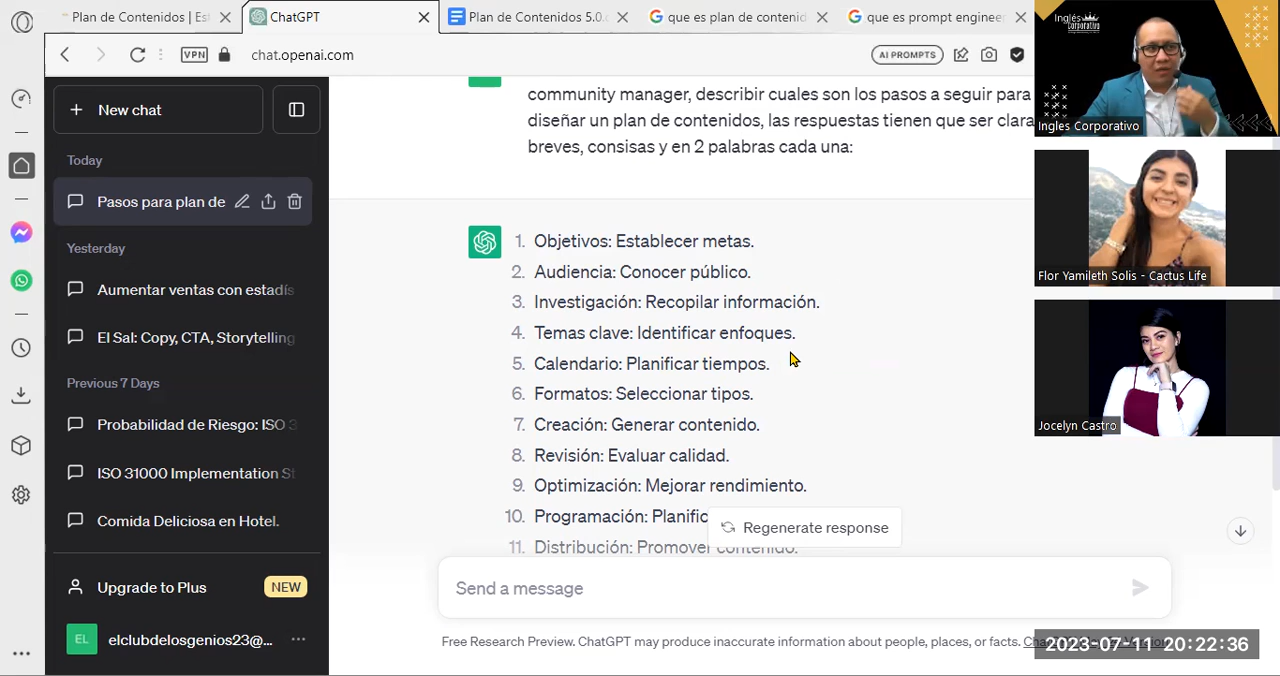 Plan de Contenidos | Es
ChatGPT
Plan de Contenidos 5.0.
que es plan de contenid
que es prompt enginee
VPN
chat.openai.com
AI PROMPTS
New chat
Today
Pasos para plan de
Yesterday
Aumentar ventas con estadís
El Sal: Copy, CTA, Storytelling
Previous 7 Days
Probabilidad de Riesgo: ISO 3
ISO 31000 Implementation St
Comida Deliciosa en Hotel.
Upgrade to Plus
NEW
EL
elclubdelosgenios23@...
community manager, describir cuales son los pasos a seguir para
diseñar un plan de contenidos, las respuestas tienen que ser clara
breves, consisas y en 2 palabras cada una:
1. Objetivos: Establecer metas.
2. Audiencia: Conocer público.
3. Investigación: Recopilar información.
4. Temas clave: Identificar enfoques.
5. Calendario: Planificar tiempos.
6. Formatos: Seleccionar tipos.
7. Creación: Generar contenido.
8. Revisión: Evaluar calidad.
9. Optimización: Mejorar rendimiento.
10. Programación: Planific
11. Distribución: Promover contenido.
Regenerate response
Send a message
Free Research Preview. ChatGPT may produce inaccurate information about people, places, or facts.
Inglés
Corporativo
Ingles Corporativo
Flor Yamileth Solis - Cactus Life
Jocelyn Castro
2023-07-11 20:22:36